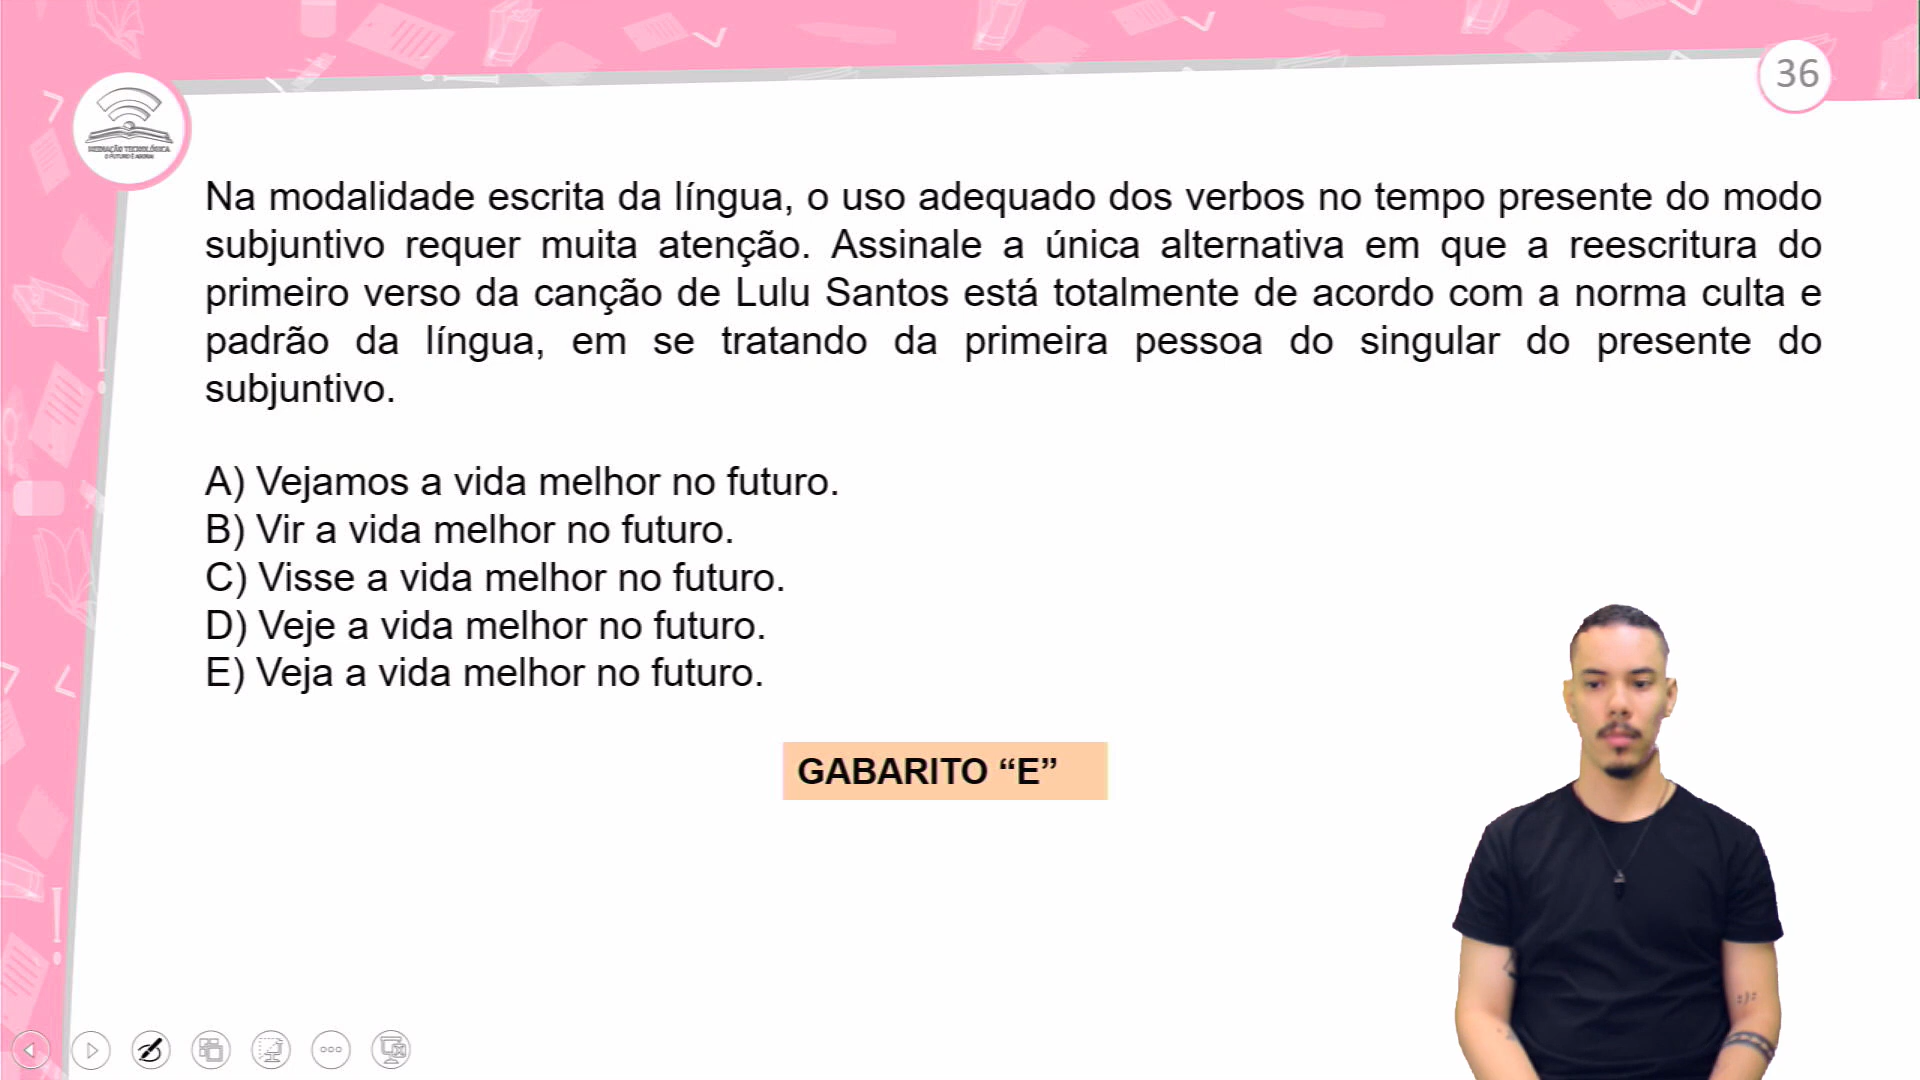 36
MEDIAÇÃO TECNOLÓGICA
O FUTURO É AGORA!
Na modalidade escrita da língua, o uso adequado dos verbos no tempo presente do modo
subjuntivo requer muita atenção. Assinale a única alternativa em que a reescritura do
primeiro verso da canção de Lulu Santos está totalmente de acordo com a norma culta e
padrão da língua, em se tratando da primeira pessoa do singular do presente do
subjuntivo.
A) Vejamos a vida melhor no futuro.
B) Vir a vida melhor no futuro.
C) Visse a vida melhor no futuro.
D) Veje a vida melhor no futuro.
E) Veja a vida melhor no futuro.
GABARITO “E”